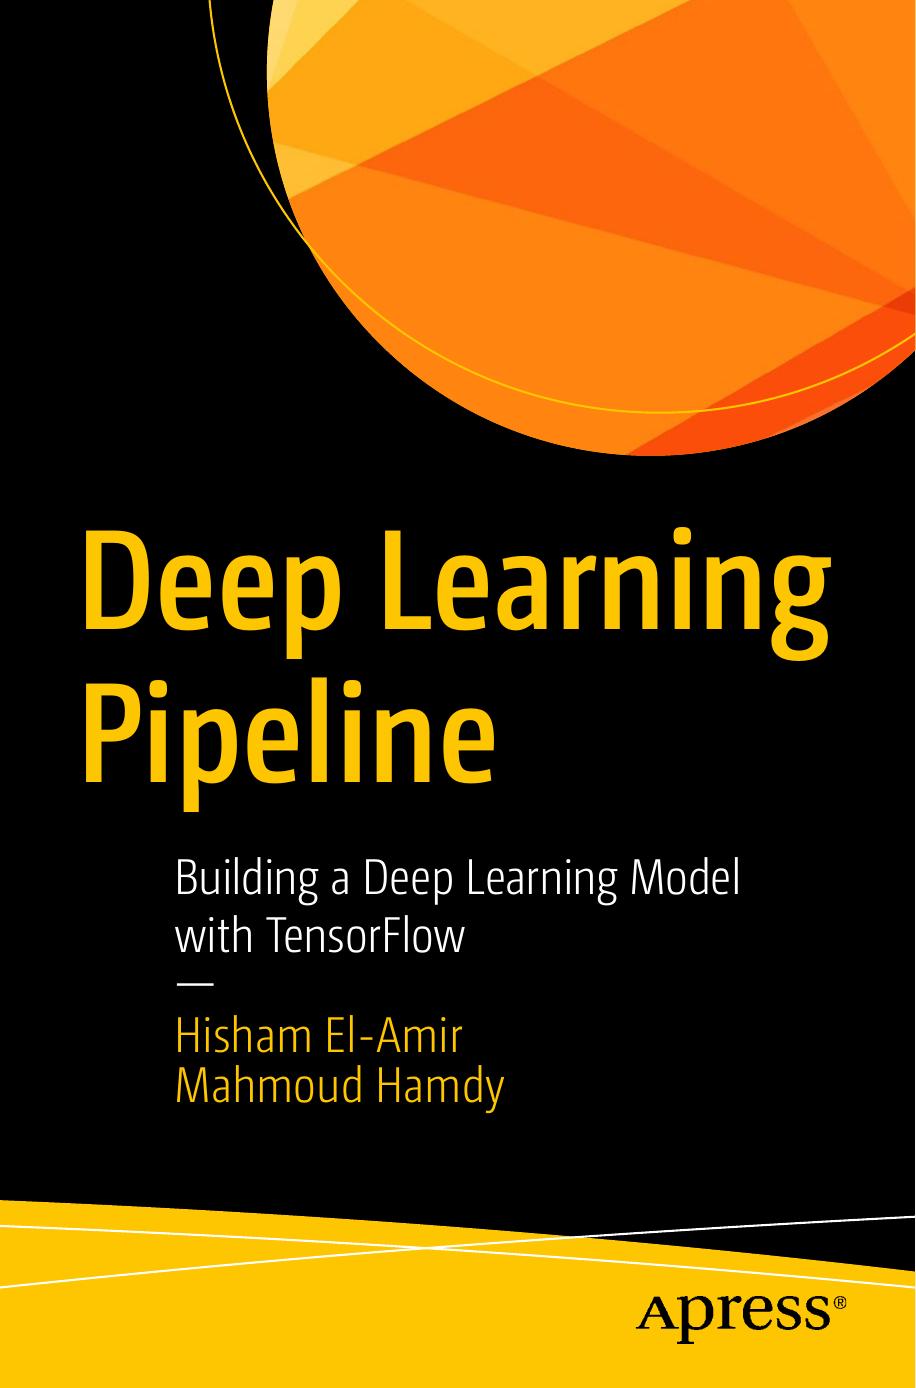 Deep Learning
Pipeline
Building a Deep Learning Model
with TensorFlow
—
Hisham El-Amir
Mahmoud Hamdy
Apress®